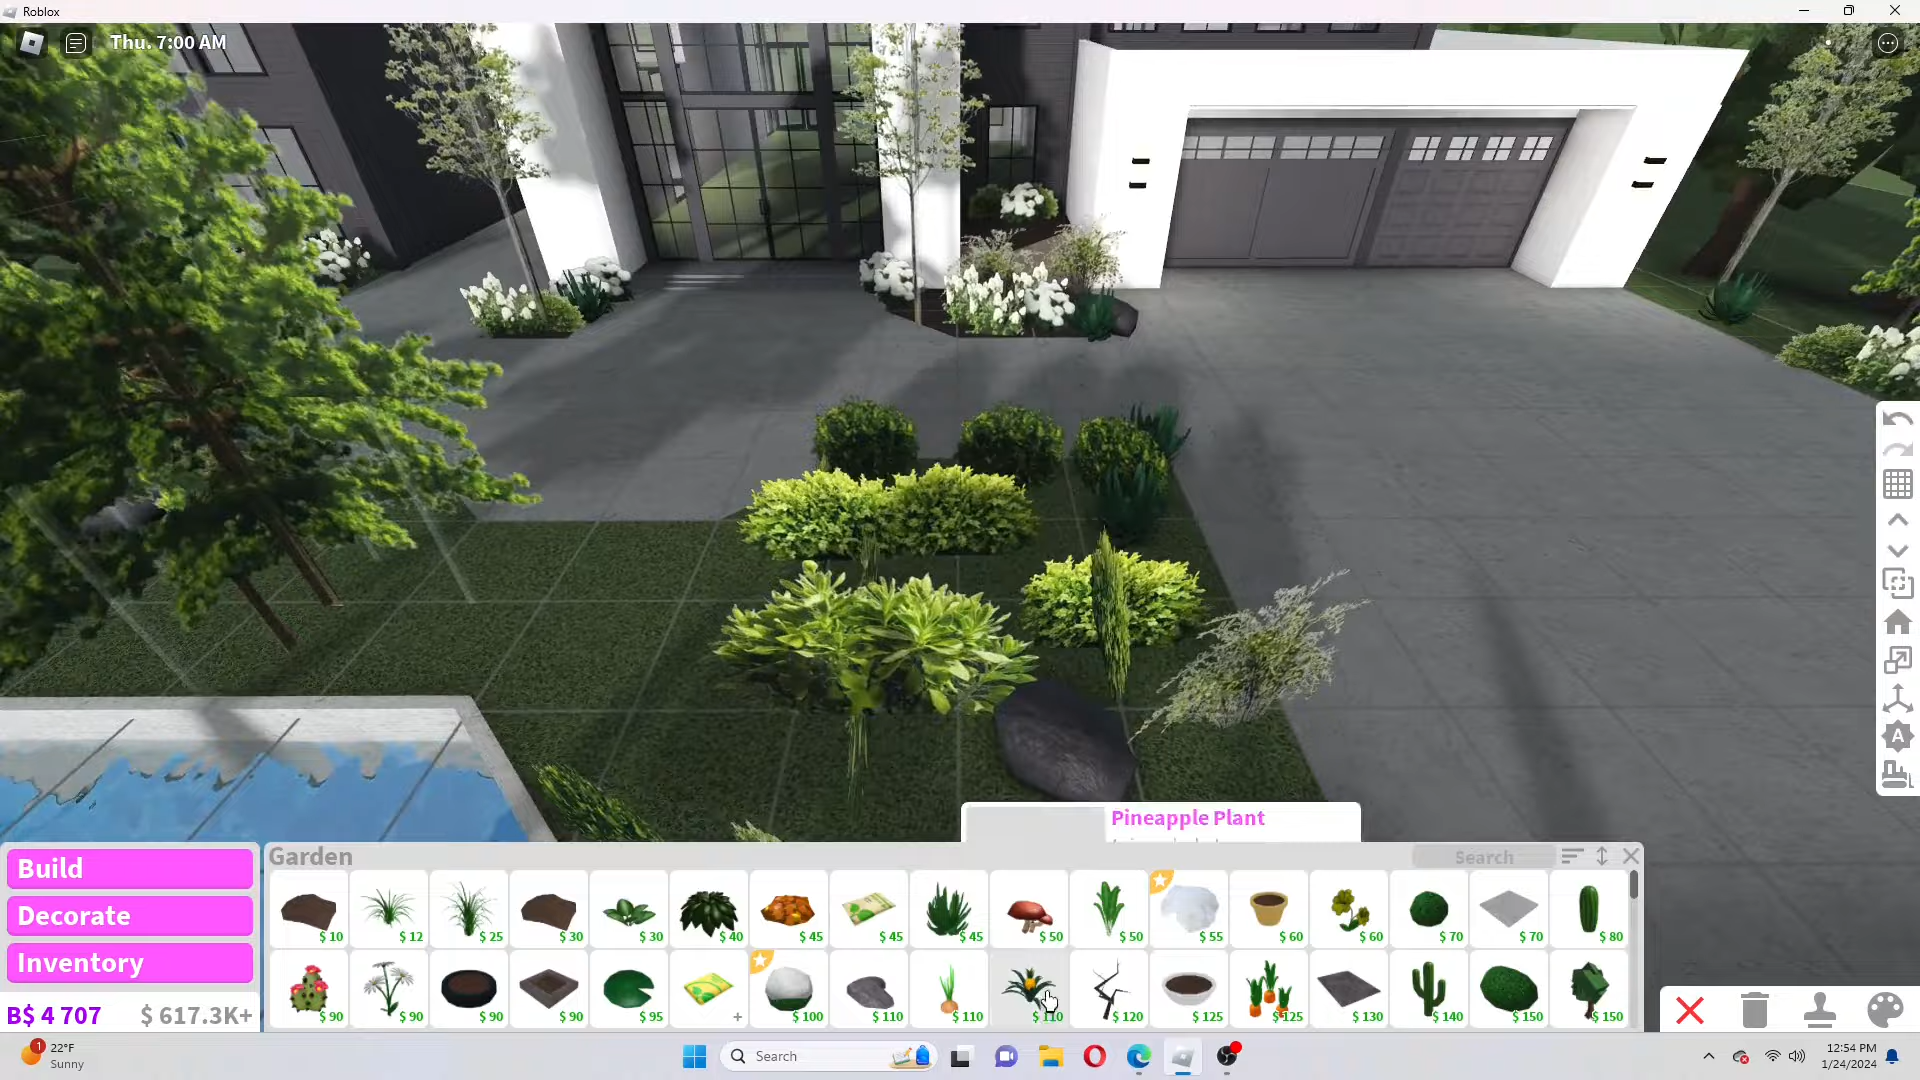 Roblox
Thu. 7:00 AM
A
Pineapple Plant
Build
Decorate
Inventory
B$ 4 707
$ 617.3K+
Garden
Search
$ 10
$ 12
$ 25
$ 30
$ 30
$ 40
$ 45
$ 45
$ 45
$ 50
$ 50
$ 55
$ 60
$ 60
$ 70
$ 70
$ 80
$ 90
$ 90
$ 90
$ 90
$ 95
+
$ 100
$ 110
$ 110
$ 110
$ 120
$ 125
$ 125
$ 130
$ 140
$ 150
$ 150
1
22°F
Sunny
Search
12:54 PM
1/24/2024